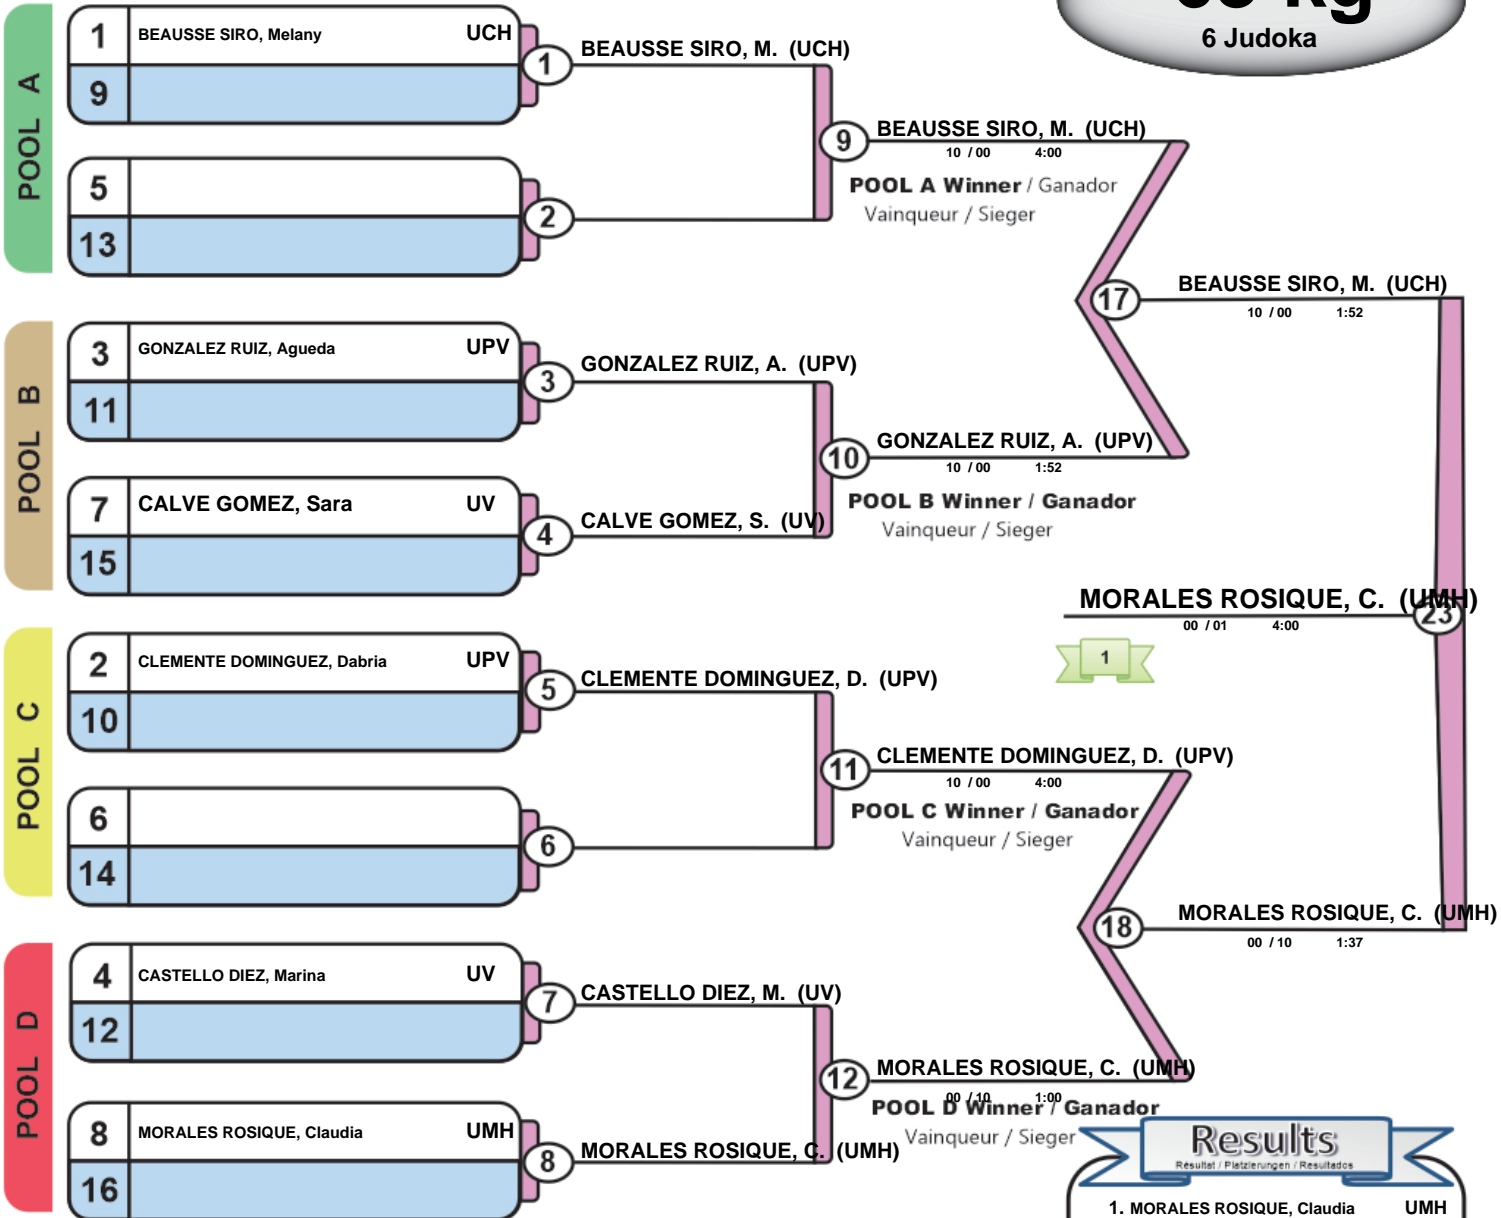 6 Judoka
POOL A
1 BEAUSSE SIRO, Melany UCH
9
1
BEAUSSE SIRO, M. (UCH)
5
13
2
9
BEAUSSE SIRO, M. (UCH)
10 / 00 4:00
POOL A Winner / Ganador
Vainqueur / Sieger
POOL B
3 GONZALEZ RUIZ, Agueda UPV
11
3
GONZALEZ RUIZ, A. (UPV)
7 CALVE GOMEZ, Sara UV
15
4
CALVE GOMEZ, S. (UV)
10
GONZALEZ RUIZ, A. (UPV)
10 / 00 1:52
POOL B Winner / Ganador
Vainqueur / Sieger
17
BEAUSSE SIRO, M. (UCH)
10 / 00 1:52
MORALES ROSIQUE, C. (UMH)
23
00 / 01 4:00
1
POOL C
2 CLEMENTE DOMINGUEZ, Dabria UPV
10
5
CLEMENTE DOMINGUEZ, D. (UPV)
6
14
6
11
CLEMENTE DOMINGUEZ, D. (UPV)
10 / 00 4:00
POOL C Winner / Ganador
Vainqueur / Sieger
18
MORALES ROSIQUE, C. (UMH)
00 / 10 1:37
POOL D
4 CASTELLO DIEZ, Marina UV
12
7
CASTELLO DIEZ, M. (UV)
8 MORALES ROSIQUE, Claudia UMH
16
8
MORALES ROSIQUE, C. (UMH)
12
MORALES ROSIQUE, C. (UMH)
00 / 10 1:00
POOL D Winner / Ganador
Vainqueur / Sieger
Results
Résultat / Platzierungen / Resultados
1. MORALES ROSIQUE, Claudia UMH